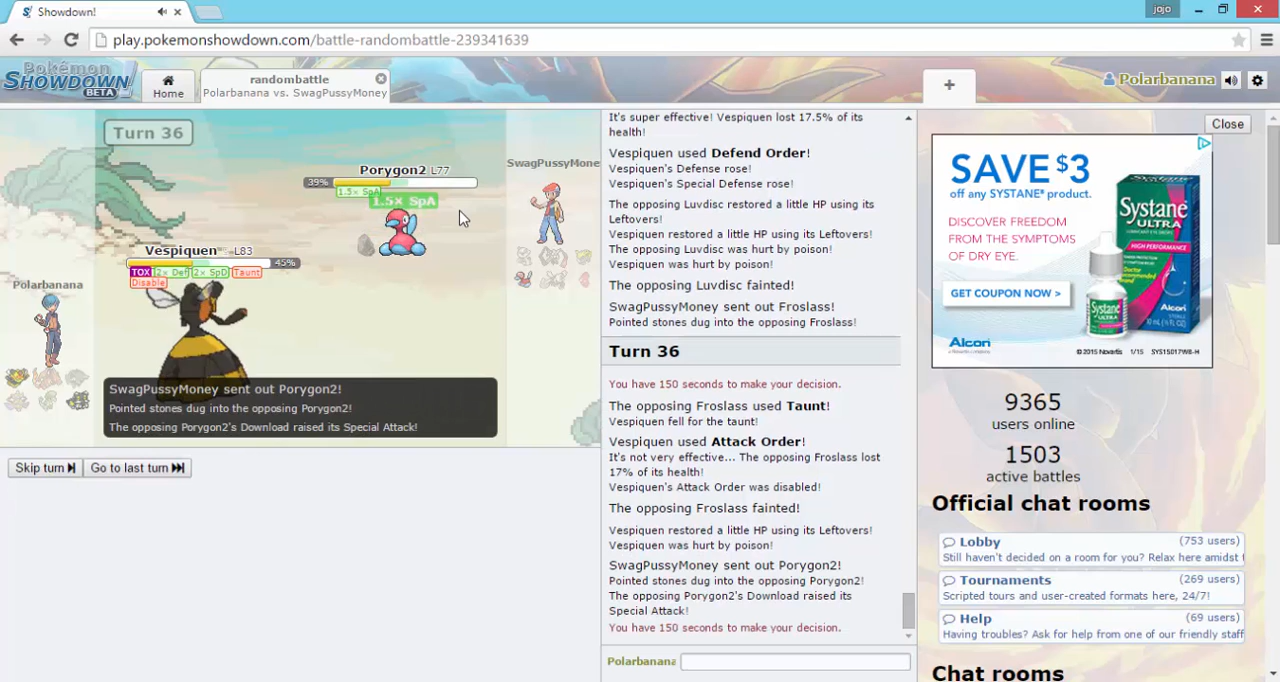 Showdown!
jojo
play.pokemonshowdown.com/battle-randombattle-239341639
Pokémon
SHOWDOWN
BETA
Home
randombattle
Polarbanana vs. SwagPussyMoney
+
Polarbanana
Turn 36
Porygon2 L77
39%
1.5× SpA
1.5× SpA
SwagPussyMone
Vespiquen L83
45%
TOX 2× Def 2× SpD Taunt
Disable
Polarbanana
SwagPussyMoney sent out Porygon2!
Pointed stones dug into the opposing Porygon2!
The opposing Porygon2's Download raised its Special Attack!
Skip turn
Go to last turn
It's super effective! Vespiquen lost 17.5% of its
health!
Vespiquen used Defend Order!
Vespiquen's Defense rose!
Vespiquen's Special Defense rose!
The opposing Luvdisc restored a little HP using its
Leftovers!
Vespiquen restored a little HP using its Leftovers!
The opposing Luvdisc was hurt by poison!
Vespiquen was hurt by poison!
The opposing Luvdisc fainted!
SwagPussyMoney sent out Froslass!
Pointed stones dug into the opposing Froslass!
Turn 36
You have 150 seconds to make your decision.
The opposing Froslass used Taunt!
Vespiquen fell for the taunt!
Vespiquen used Attack Order!
It's not very effective... The opposing Froslass lost
17% of its health!
Vespiquen's Attack Order was disabled!
The opposing Froslass fainted!
Vespiquen restored a little HP using its Leftovers!
Vespiquen was hurt by poison!
SwagPussyMoney sent out Porygon2!
Pointed stones dug into the opposing Porygon2!
The opposing Porygon2's Download raised its
Special Attack!
You have 150 seconds to make your decision.
Polarbanana
Close
SAVE $3
off any SYSTANE® product.
DISCOVER FREEDOM
FROM THE SYMPTOMS
OF DRY EYE.
GET COUPON NOW >
Alcon
© 2015 Novartis 1/15 SYS15017WB-H
Systane
ULTRA
HIGH PERFORMANCE
Systane
ULTRA
Alcon
9365
users online
1503
active battles
Official chat rooms
Lobby (753 users)
Still haven't decided on a room for you? Relax here amidst t
Tournaments (269 users)
Scripted tours and user-created formats here, 24/7!
Help (69 users)
Having troubles? Ask for help from one of our friendly staff
Chat rooms